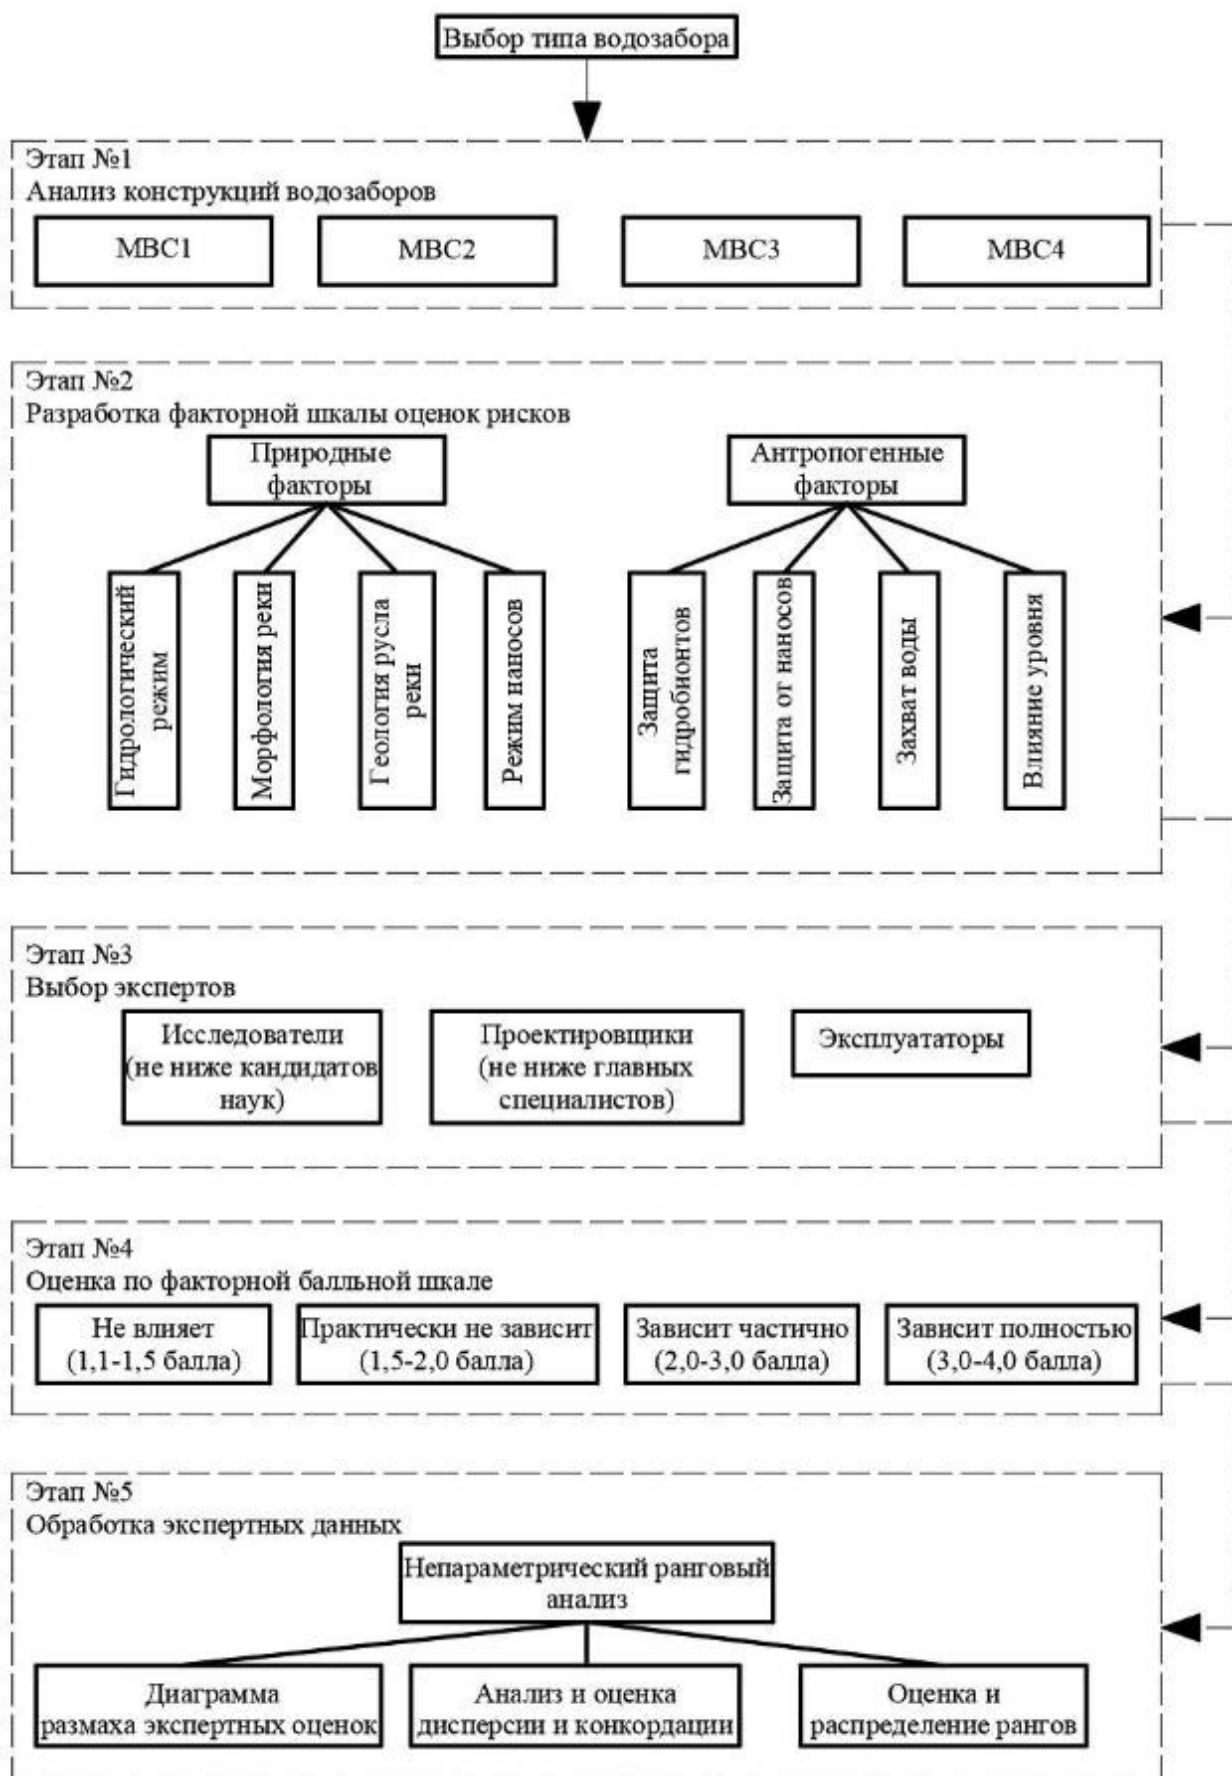 Выбор типа водозабора
Этап №1
Анализ конструкций водозаборов
МВС1
МВС2
МВС3
МВС4
Этап №2
Разработка факторной шкалы оценок рисков
Природные
факторы
Антропогенные
факторы
Гидрологический
режим
Морфология реки
Геология русла
реки
Режим наносов
Защита
гидробионтов
Защита от наносов
Захват воды
Влияние уровня
Этап №3
Выбор экспертов
Исследователи
(не ниже кандидатов
наук)
Проектировщики
(не ниже главных
специалистов)
Эксплуататоры
Этап №4
Оценка по факторной балльной шкале
Не влияет
(1,1-1,5 балла)
Практически не зависит
(1,5-2,0 балла)
Зависит частично
(2,0-3,0 балла)
Зависит полностью
(3,0-4,0 балла)
Этап №5
Обработка экспертных данных
Непараметрический ранговый
анализ
Диаграмма
размаха экспертных оценок
Анализ и оценка
дисперсии и конкордации
Оценка и
распределение рангов